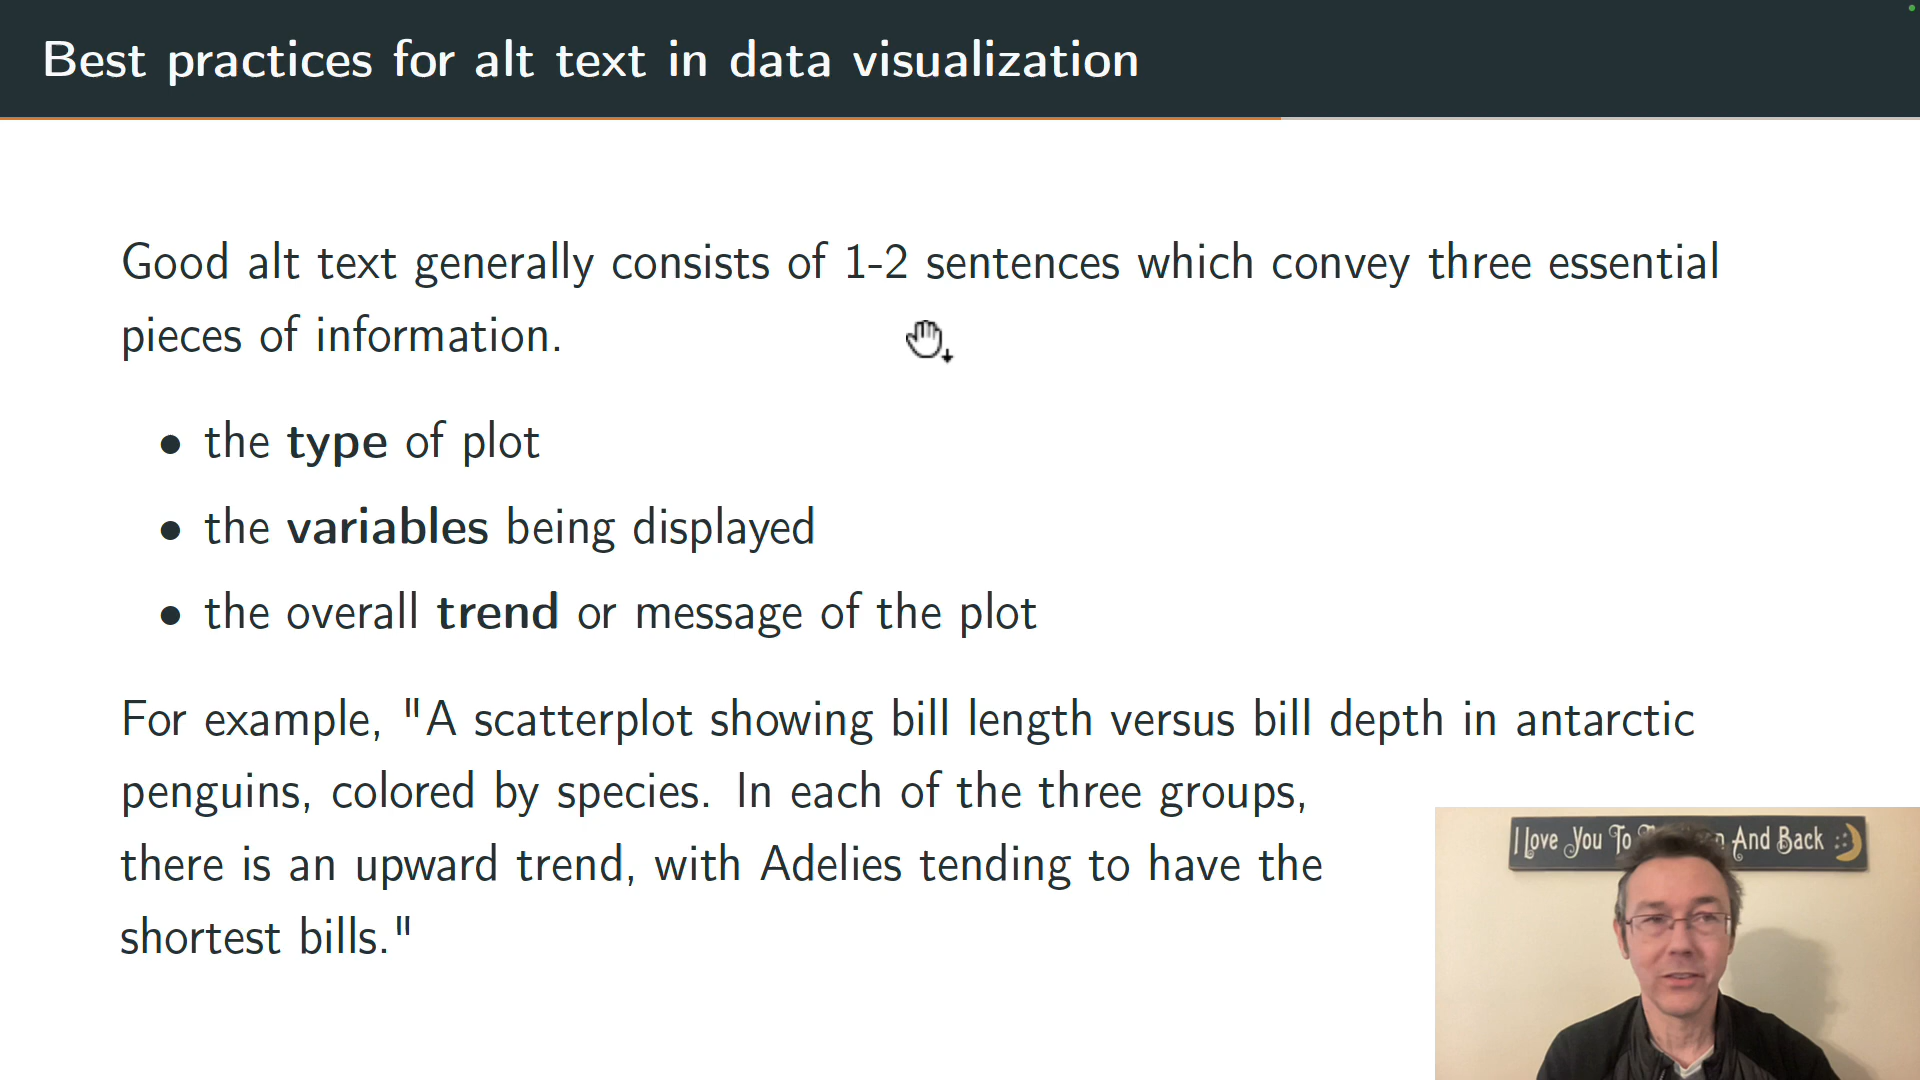 Best practices for alt text in data visualization
Good alt text generally consists of 1-2 sentences which convey three essential
pieces of information.
• the type of plot
• the variables being displayed
• the overall trend or message of the plot
For example, "A scatterplot showing bill length versus bill depth in antarctic
penguins, colored by species. In each of the three groups,
there is an upward trend, with Adelies tending to have the
shortest bills."
I Love You To And Back